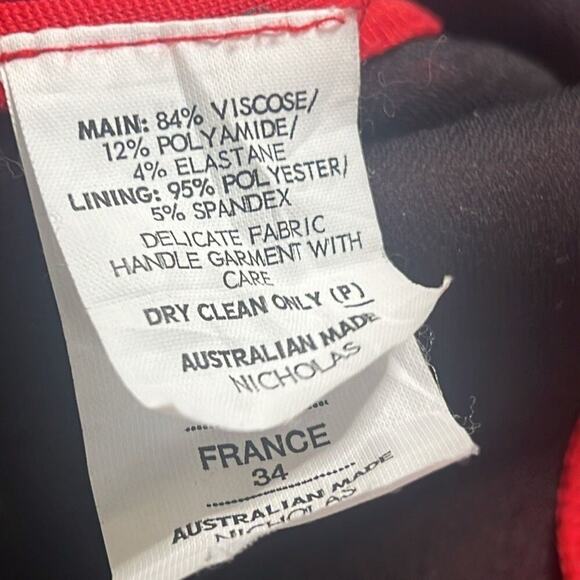 MAIN: 84% VISCOSE/
12% POLYAMIDE/
4% ELASTANE
LINING: 95% POLYESTER/
5% SPANDEX
DELICATE FABRIC
HANDLE GARMENT WITH
CARE
DRY CLEAN ONLY (P)
AUSTRALIAN MADE
NICHOLAS
FRANCE
34
AUSTRALIAN MADE
NICHOLAS